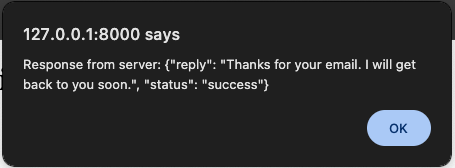 127.0.0.1:8000 says
Response from server: {"reply": "Thanks for your email. I will get
back to you soon.", "status": "success"}
OK